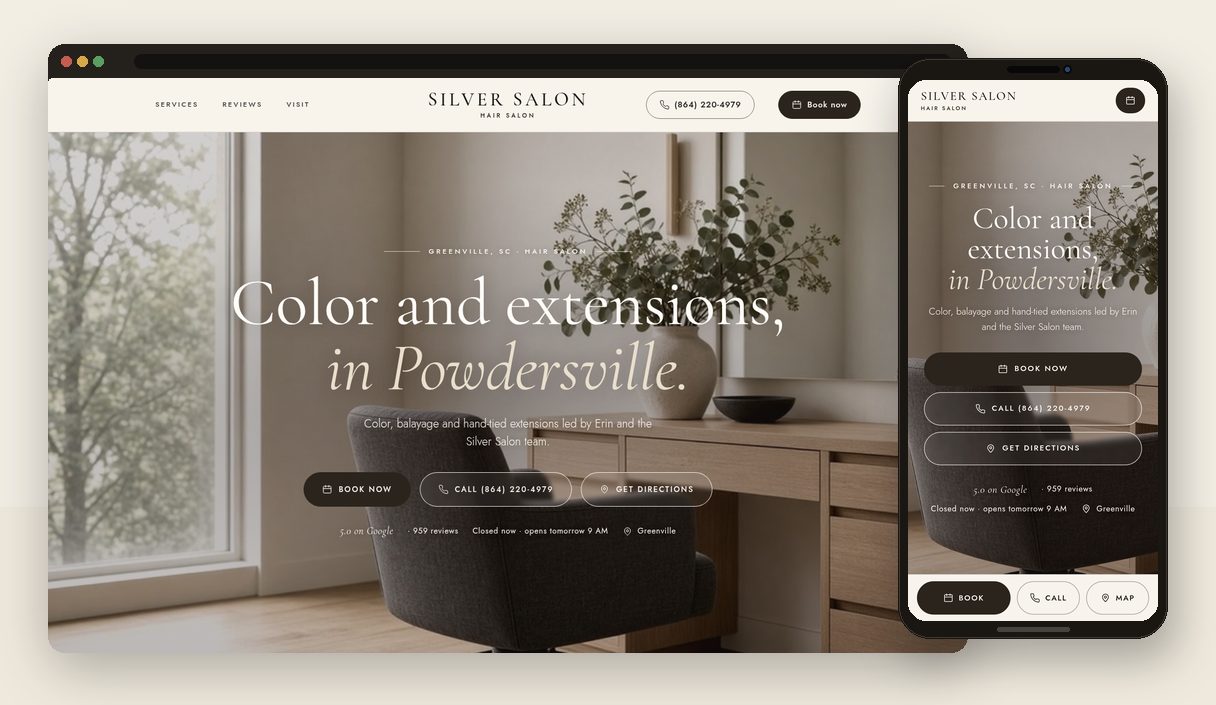 SERVICES REVIEWS VISIT
SILVER SALON
HAIR SALON
(864) 220-4979
Book now
GREENVILLE, SC · HAIR SALON
Color and extensions,
in Powdersville.
Color, balayage and hand-tied extensions led by Erin and the
Silver Salon team.
BOOK NOW
CALL (864) 220-4979
GET DIRECTIONS
5.0 on Google · 959 reviews Closed now · opens tomorrow 9 AM Greenville
SILVER SALON
HAIR SALON
GREENVILLE, SC · HAIR SALON
Color and
extensions,
in Powdersville.
Color, balayage and hand-tied extensions led by Erin
and the Silver Salon team.
BOOK NOW
CALL (864) 220-4979
GET DIRECTIONS
5.0 on Google · 959 reviews
Closed now · opens tomorrow 9 AM Greenville
BOOK CALL MAP